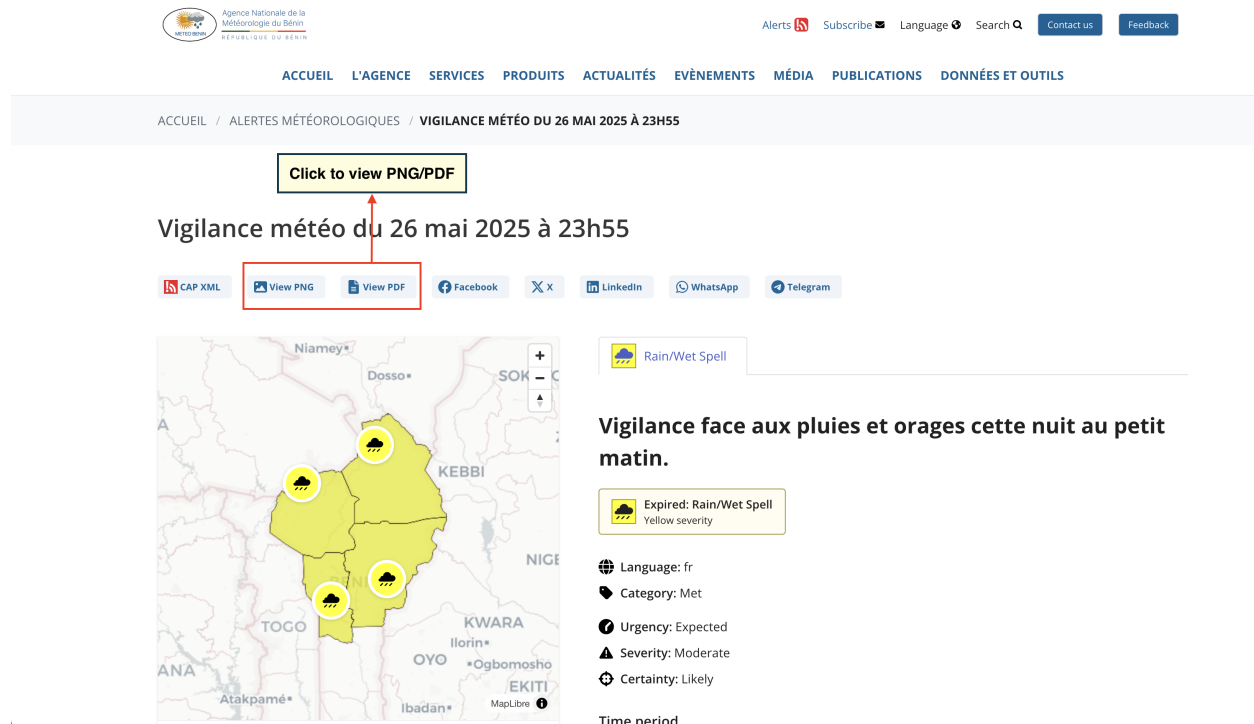 Agence Nationale de la
Météorologie du Bénin
RÉPUBLIQUE DU BÉNIN
METEO BENIN
Alerts Subscribe Language Search Contact us Feedback
ACCUEIL L'AGENCE SERVICES PRODUITS ACTUALITÉS EVÈNEMENTS MÉDIA PUBLICATIONS DONNÉES ET OUTILS
ACCUEIL / ALERTES MÉTÉOROLOGIQUES / VIGILANCE MÉTÉO DU 26 MAI 2025 À 23H55
Click to view PNG/PDF
Vigilance météo du 26 mai 2025 à 23h55
CAP XML View PNG View PDF Facebook X LinkedIn WhatsApp Telegram
Niamey
Dosso
SOK
KEBBI
NIGE
BENIN
TOGO
KWARA
Ilorin
OYO
Ogbomosho
ANA
EKITI
Atakpamé
Ibadan
MapLibre
Rain/Wet Spell
Vigilance face aux pluies et orages cette nuit au petit
matin.
Expired: Rain/Wet Spell
Yellow severity
Language: fr
Category: Met
Urgency: Expected
Severity: Moderate
Certainty: Likely
Time period